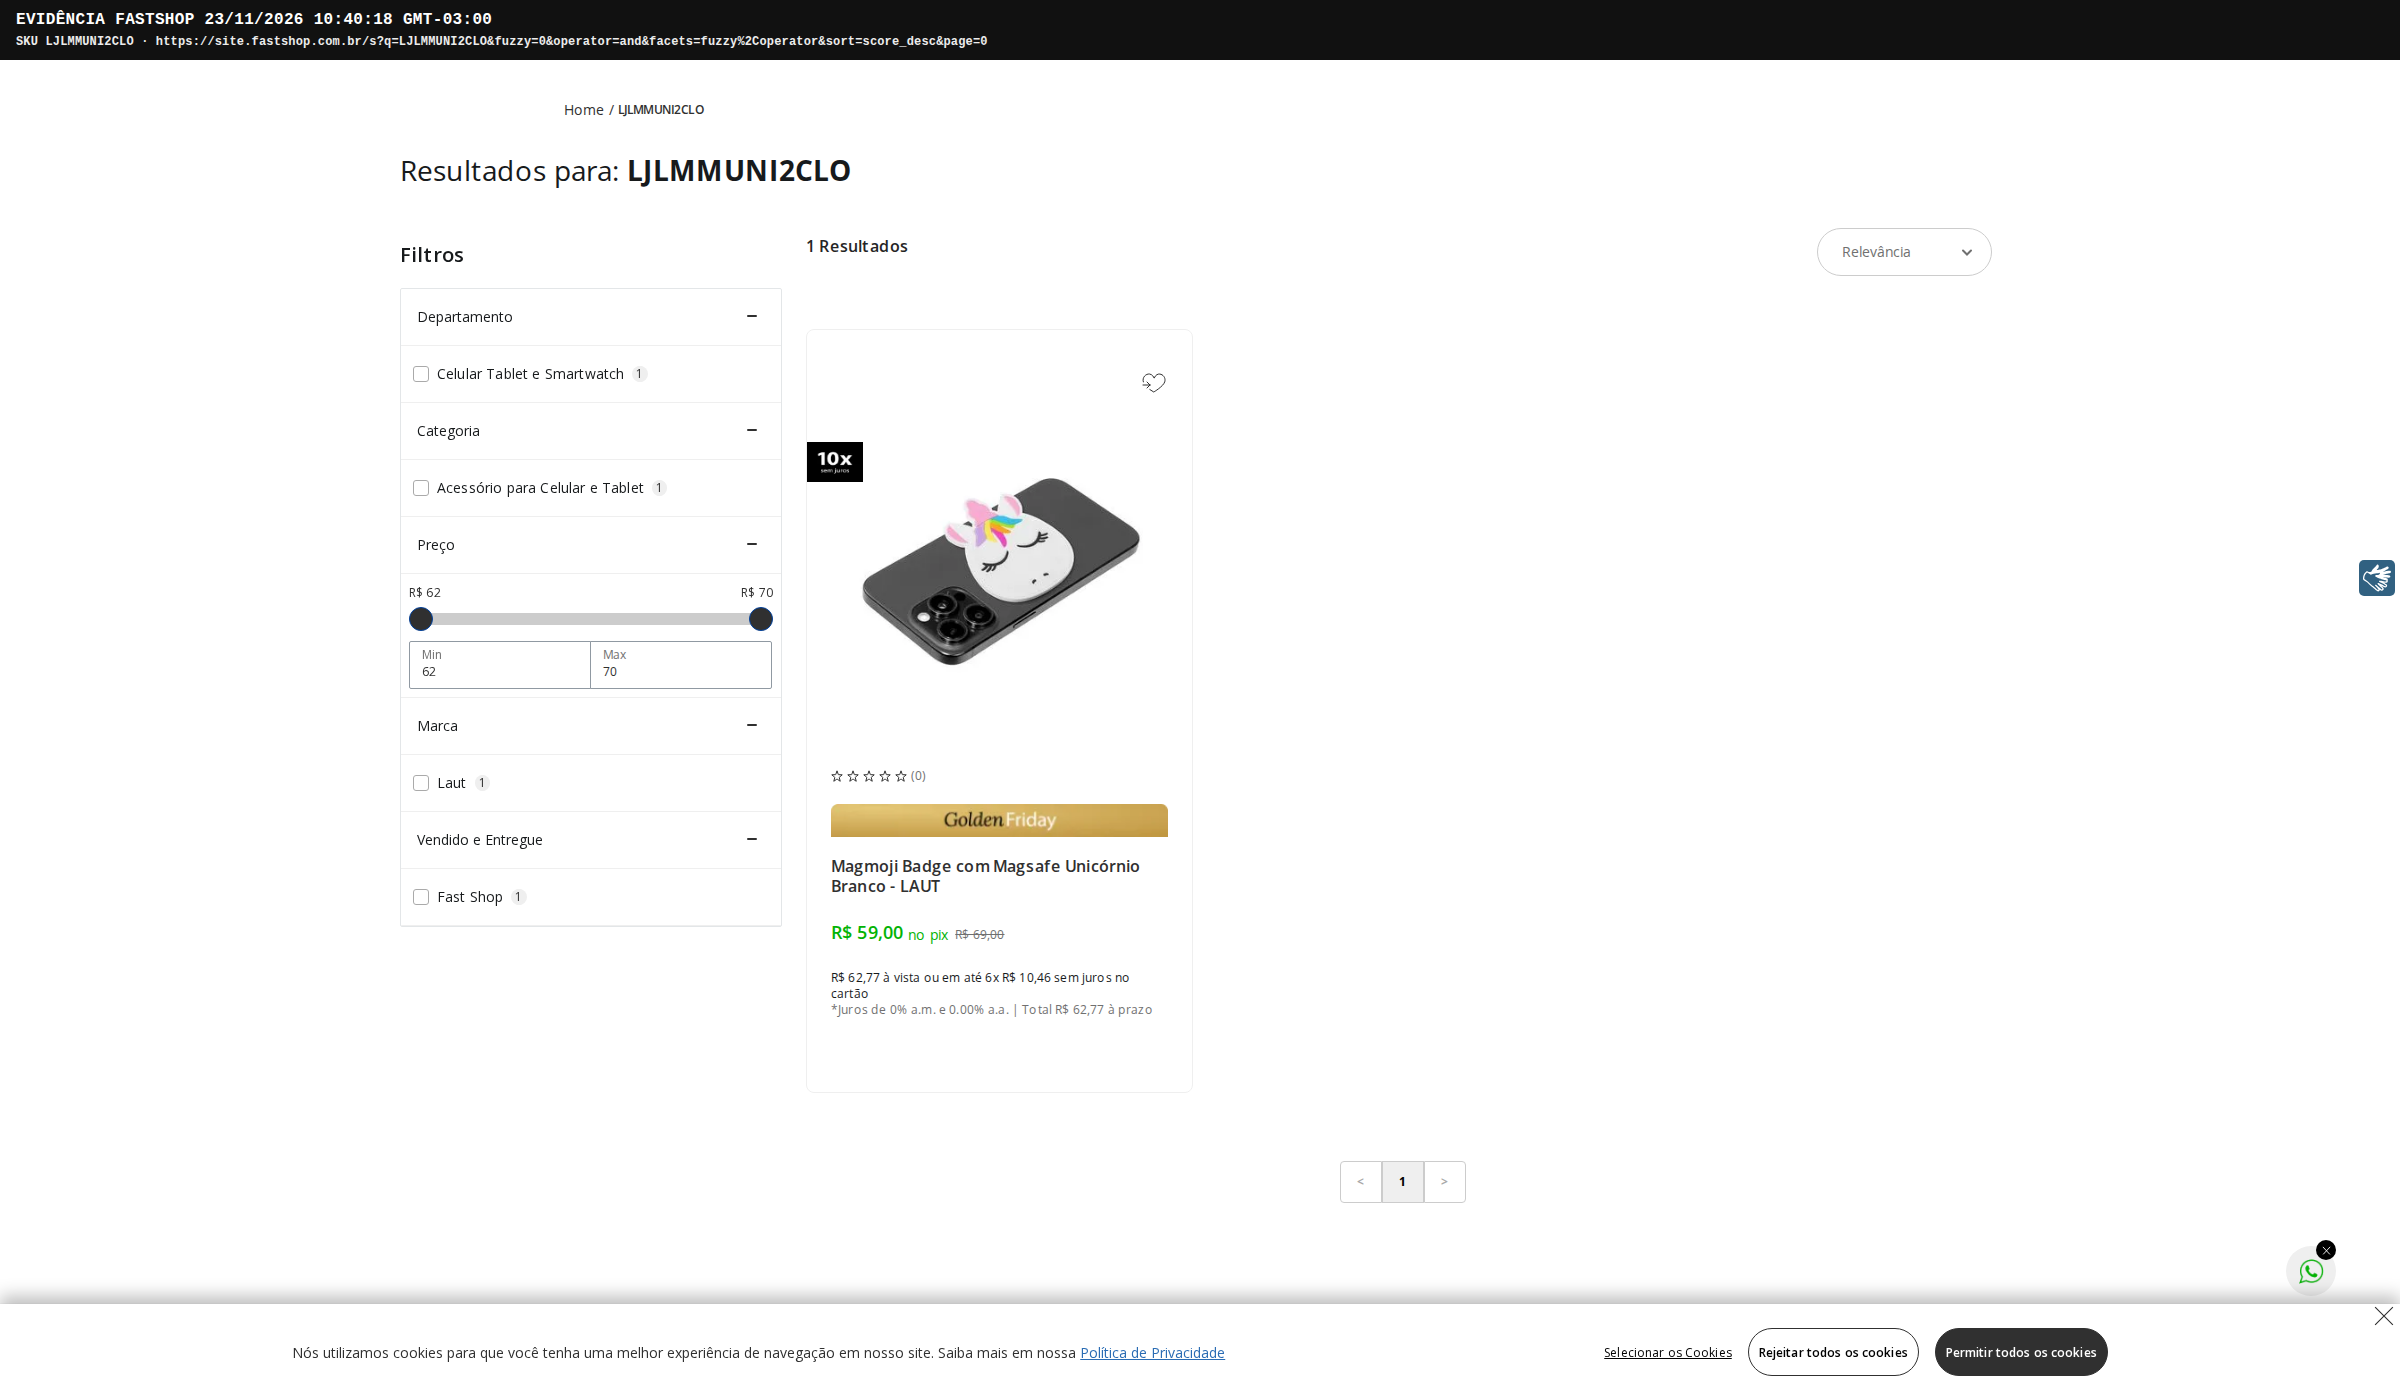 EVIDÊNCIA FASTSHOP 23/11/2026 10:40:18 GMT-03:00
SKU LJLMMUNI2CLO · https://site.fastshop.com.br/s?q=LJLMMUNI2CLO&fuzzy=0&operator=and&facets=fuzzy%2Coperator&sort=score_desc&page=0
Home / LJLMMUNI2CLO
Resultados para: LJLMMUNI2CLO
Filtros
Departamento
Celular Tablet e Smartwatch 1
Categoria
Acessório para Celular e Tablet 1
Preço
R$ 62 R$ 70
Min Max
62 70
Marca
Laut 1
Vendido e Entregue
Fast Shop 1
1 Resultados
Relevância
10x
sem juros
(0)
Golden Friday
Magmoji Badge com Magsafe Unicórnio
Branco - LAUT
R$ 59,00 no pix R$ 69,00
R$ 62,77 à vista ou em até 6x R$ 10,46 sem juros no
cartão
*Juros de 0% a.m. e 0.00% a.a. | Total R$ 62,77 à prazo
< 1 >
Nós utilizamos cookies para que você tenha uma melhor experiência de navegação em nosso site. Saiba mais em nossa Política de Privacidade
Selecionar os Cookies
Rejeitar todos os cookies
Permitir todos os cookies